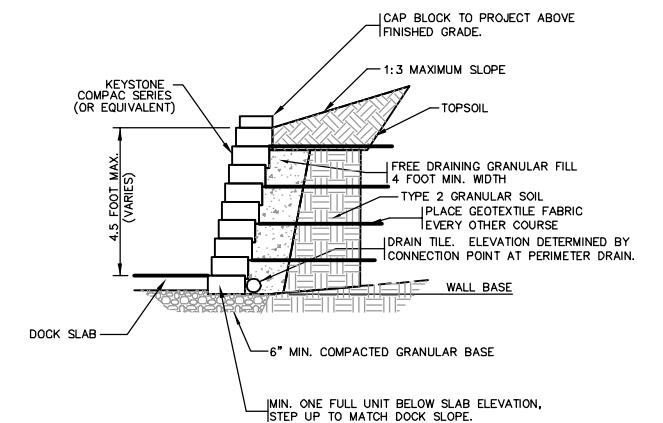 CAP BLOCK TO PROJECT ABOVE
FINISHED GRADE.
1:3 MAXIMUM SLOPE
KEYSTONE
COMPAC SERIES
(OR EQUIVALENT)
TOPSOIL
4.5 FOOT MAX.
(VARIES)
FREE DRAINING GRANULAR FILL
4 FOOT MIN. WIDTH
TYPE 2 GRANULAR SOIL
PLACE GEOTEXTILE FABRIC
EVERY OTHER COURSE
DRAIN TILE. ELEVATION DETERMINED BY
CONNECTION POINT AT PERIMETER DRAIN.
WALL BASE
DOCK SLAB
6" MIN. COMPACTED GRANULAR BASE
MIN. ONE FULL UNIT BELOW SLAB ELEVATION,
STEP UP TO MATCH DOCK SLOPE.